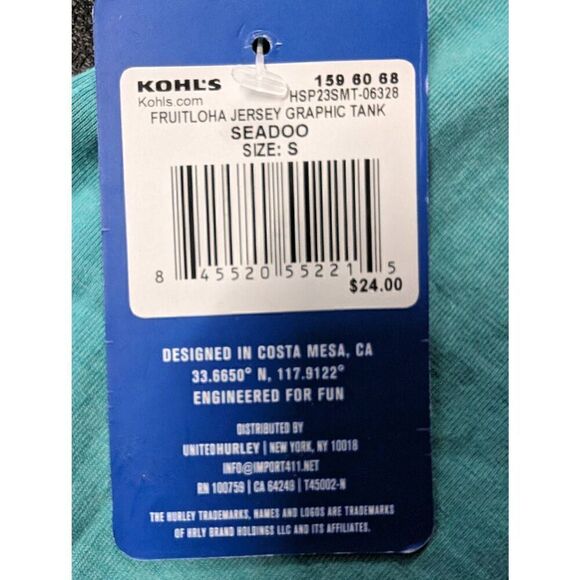 KOHL'S 159 60 68
Kohls.com HSP23SMT-06328
FRUITLOHA JERSEY GRAPHIC TANK
SEADOO
SIZE: S
8 45520 55221 5
$24.00
DESIGNED IN COSTA MESA, CA
33.6650° N, 117.9122°
ENGINEERED FOR FUN
DISTRIBUTED BY
UNITEDHURLEY | NEW YORK, NY 10018
INFO@IMPORT411.NET
RN 100759 | CA 64249 | T45002-N
THE HURLEY TRADEMARKS, NAMES AND LOGOS ARE TRADEMARKS
OF HRLY BRAND HOLDINGS LLC AND ITS AFFILIATES.